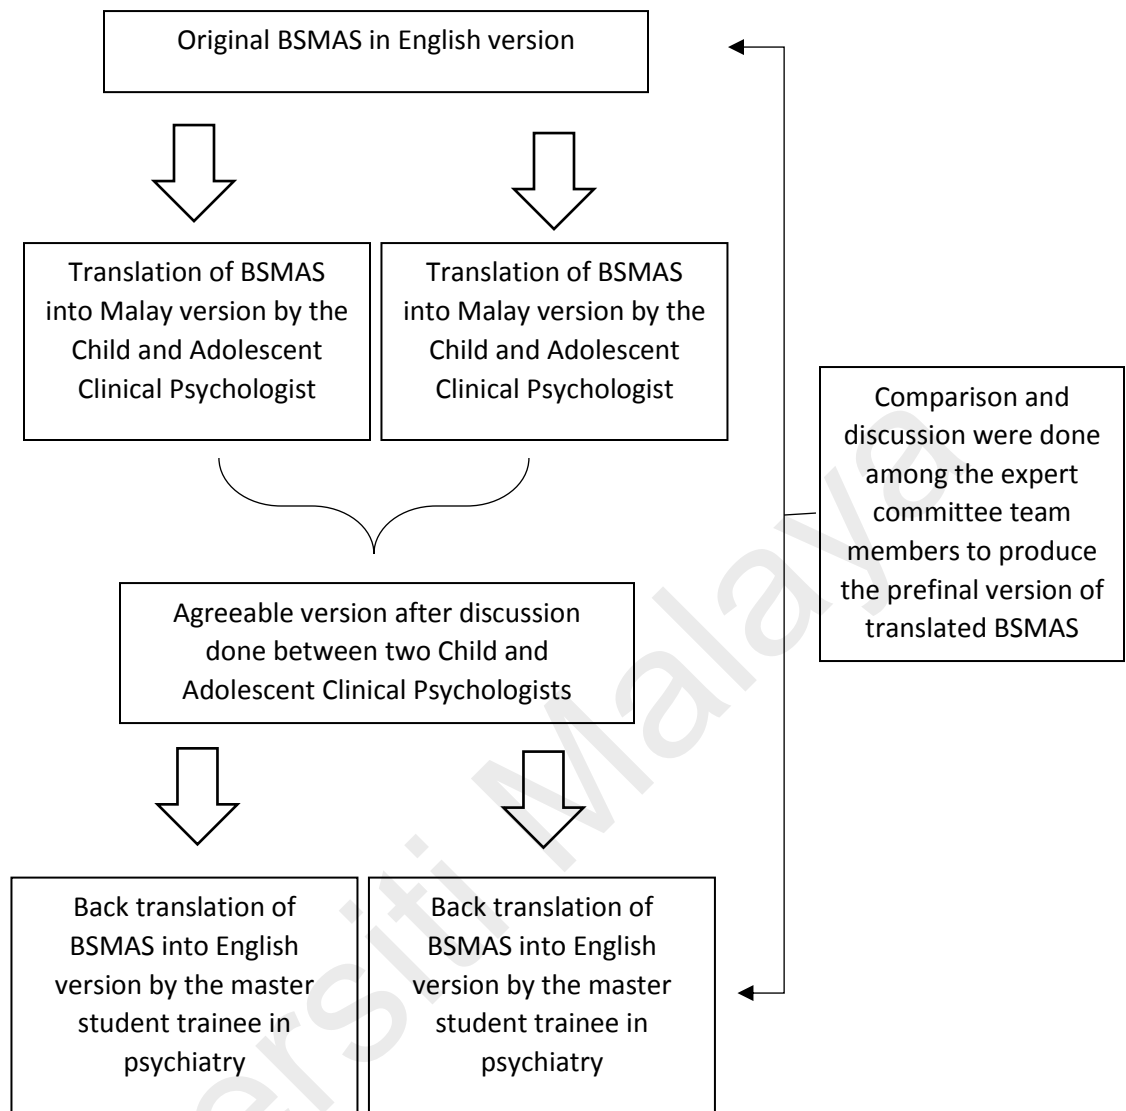 Original BSMAS in English version
Translation of BSMAS
into Malay version by the
Child and Adolescent
Clinical Psychologist
Translation of BSMAS
into Malay version by the
Child and Adolescent
Clinical Psychologist
Comparison and
discussion were done
among the expert
committee team
members to produce
the prefinal version of
translated BSMAS
Agreeable version after discussion
done between two Child and
Adolescent Clinical Psychologists
Back translation of
BSMAS into English
version by the master
student trainee in
psychiatry
Back translation of
BSMAS into English
version by the master
student trainee in
psychiatry
ersiti Malaya